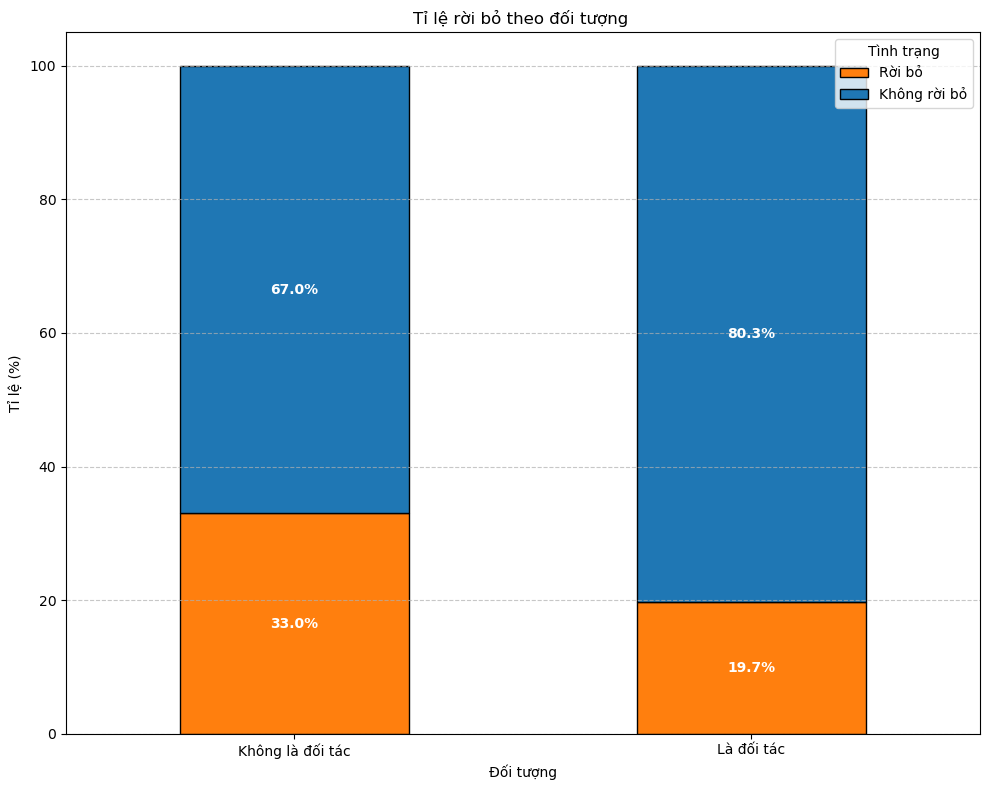 Tỉ lệ rời bỏ theo đối tượng
Tình trạng
Rời bỏ
Không rời bỏ
Tỉ lệ (%)
100
80
60
40
20
0
67.0%
33.0%
80.3%
19.7%
Không là đối tác
Là đối tác
Đối tượng